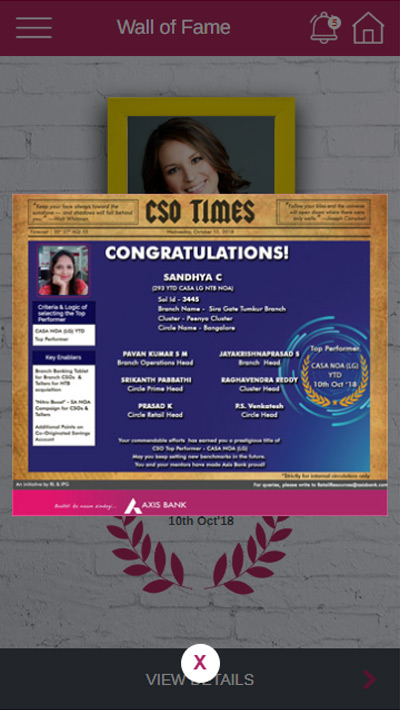 Wall of Fame
5
"Keep your face always toward the
sunshine — and shadows will fall behind
you." —Walt Whitman
CSO TIMES
"Follow your bliss and the universe
will open doors where there were
only walls." —Joseph Campbell
Wednesday, October 10, 2018
CONGRATULATIONS!
SANDHYA C
(293 YTD CASA LG NTB NOA)
Sol Id - 3445
Branch Name - Sira Gate Tumkur Branch
Cluster - Peenya Cluster
Circle Name - Bangalore
Criteria & Logic of
selecting the Top
Performer
CASA NOA (LG) YTD
Top Performer
Key Enablers
Branch Banking Tablet
for Branch CSOs &
Tellers for NTB
acquisition
"Nitro Boost" - SA NOA
Campaign for CSOs &
Tellers
Additional Points on
Co-Originated Savings
Account
PAVAN KUMAR S M
Branch Operations Head
JAYAKRISHNAPRASAD S
Branch Head
SRIKANTH PABBATHI
Circle Prime Head
RAGHAVENDRA REDDY
Cluster Head
PRASAD K
Circle Retail Head
P.S. Venkatesh
Circle Head
Top Performer
CASA NOA (LG)
YTD
10th Oct '18
Your commendable efforts has earned you a prestigious title of
CSO Top Performer - CASA NOA (LG)
May you keep setting new benchmarks in the future.
You and your mentors have made Axis Bank proud!
*Strictly for internal circulation only
An initiative by RL & IPG
For queries, please write to RetailResources@axisbank.com
Badhti ka naam zindagi...
AXIS BANK
10th Oct'18
X
VIEW DETAILS